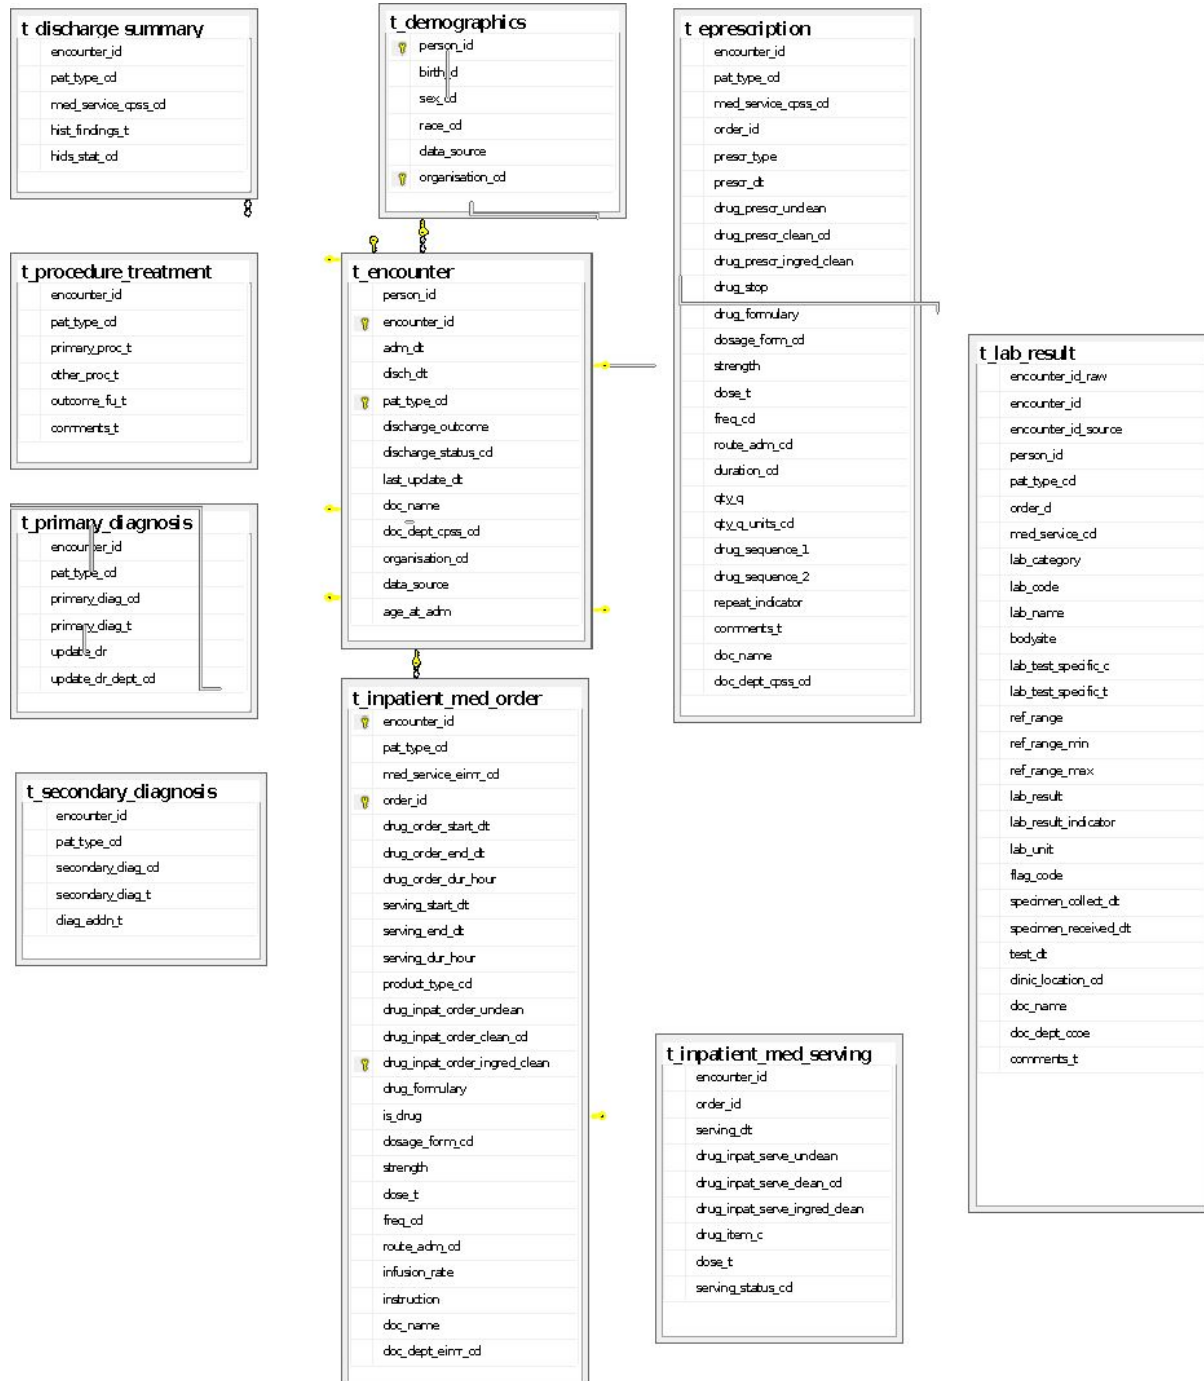 t_discharge_summary
encounter_id
pat_type_cd
med_service_cpss_cd
hist_findings_t
hids_stat_cd
t_demographics
person_id
birth_d
sex_cd
race_cd
data_source
organisation_cd
t_eprescription
encounter_id
pat_type_cd
med_service_cpss_cd
order_id
prescr_type
prescr_dt
drug_prescr_unclean
drug_prescr_clean_cd
drug_prescr_ingred_clean
drug_stop
drug_formulary
dosage_form_cd
strength
dose_t
freq_cd
route_adm_cd
duration_cd
qty_q
qty_q_units_cd
drug_sequence_1
drug_sequence_2
repeat_indicator
comments_t
doc_name
doc_dept_cpss_cd
t_procedure_treatment
encounter_id
pat_type_cd
primary_proc_t
other_proc_t
outcome_fu_t
comments_t
t_encounter
person_id
encounter_id
adm_dt
disch_dt
pat_type_cd
discharge_outcome
discharge_status_cd
last_update_dt
doc_name
doc_dept_cpss_cd
organisation_cd
data_source
age_at_adm
t_lab_result
encounter_id_raw
encounter_id
encounter_id_source
person_id
pat_type_cd
order_d
med_service_cd
lab_category
lab_code
lab_name
bodysite
lab_test_specific_c
lab_test_specific_t
ref_range
ref_range_min
ref_range_max
lab_result
lab_result_indicator
lab_unit
flag_code
specimen_collect_dt
specimen_received_dt
test_dt
clinic_location_cd
doc_name
doc_dept_code
comments_t
t_primary_diagnosis
encounter_id
pat_type_cd
primary_diag_cd
primary_diag_t
update_dr
update_dr_dept_cd
t_secondary_diagnosis
encounter_id
pat_type_cd
secondary_diag_cd
secondary_diag_t
diag_addn_t
t_inpatient_med_order
encounter_id
pat_type_cd
med_service_eimr_cd
order_id
drug_order_start_dt
drug_order_end_dt
drug_order_dur_hour
serving_start_dt
serving_end_dt
serving_dur_hour
product_type_cd
drug_inpat_order_unclean
drug_inpat_order_clean_cd
drug_inpat_order_ingred_clean
drug_formulary
is_drug
dosage_form_cd
strength
dose_t
freq_cd
route_adm_cd
infusion_rate
instruction
doc_name
doc_dept_eimr_cd
t_inpatient_med_serving
encounter_id
order_id
serving_dt
drug_inpat_serve_unclean
drug_inpat_serve_clean_cd
drug_inpat_serve_ingred_clean
drug_item_c
dose_t
serving_status_cd